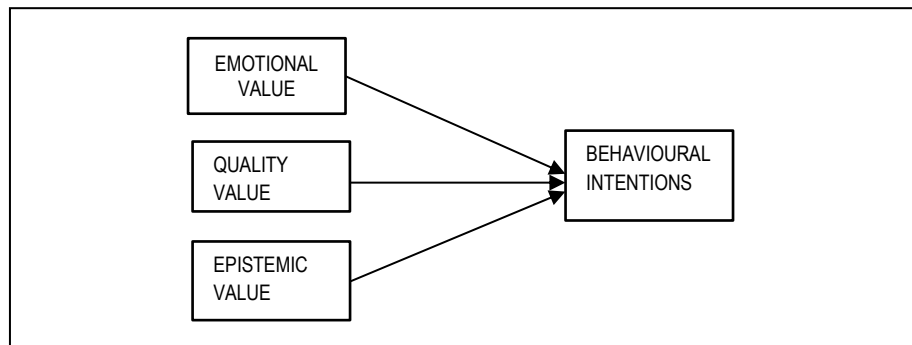 EMOTIONAL
VALUE
QUALITY
VALUE
EPISTEMIC
VALUE
BEHAVIOURAL
INTENTIONS